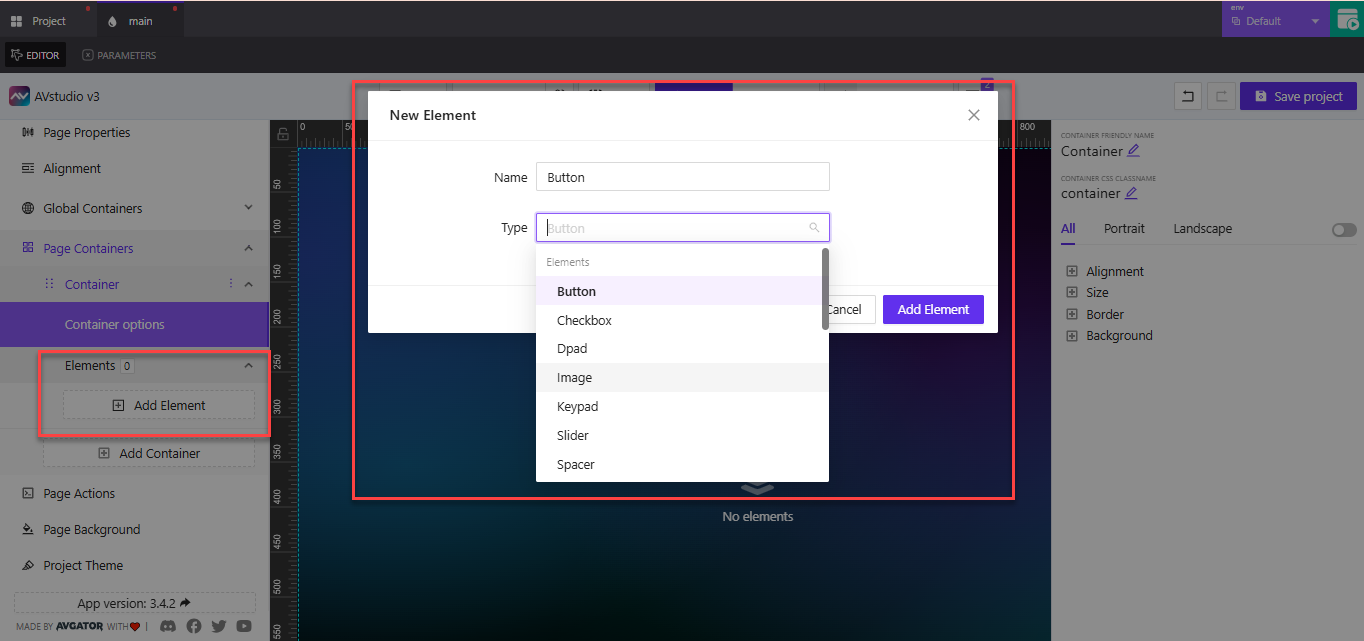 Project
main
env
Default
EDITOR
PARAMETERS
AVstudio v3
2
Save project
Page Properties
Alignment
Global Containers
Page Containers
Container
Container options
Elements 0
Add Element
Add Container
Page Actions
Page Background
Project Theme
App version: 3.4.2
MADE BY AVGATOR WITH
0
50
800
50
100
150
200
250
300
350
400
450
500
550
New Element
Name
Button
Type
Button
Elements
Button
Checkbox
Dpad
Image
Keypad
Slider
Spacer
Cancel
Add Element
No elements
CONTAINER FRIENDLY NAME
Container
CONTAINER CSS CLASSNAME
container
All Portrait Landscape
Alignment
Size
Border
Background